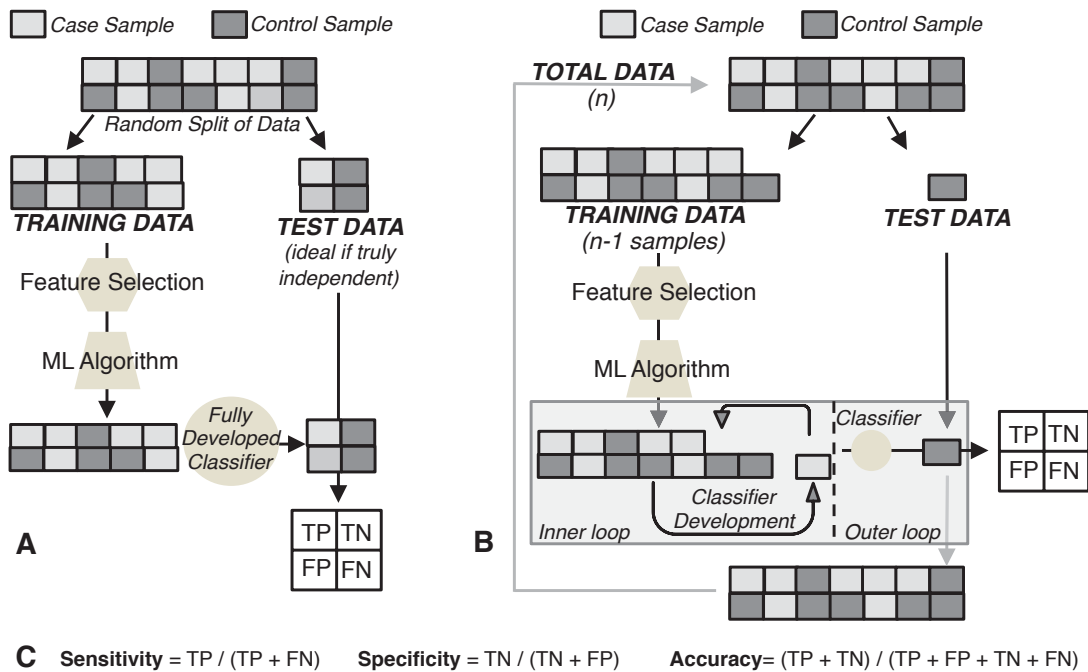 Case Sample
Control Sample
Random Split of Data
TRAINING DATA
TEST DATA
(ideal if truly
independent)
Feature Selection
ML Algorithm
Fully
Developed
Classifier
TP TN
FP FN
A
Case Sample
Control Sample
TOTAL DATA
(n)
TRAINING DATA
(n-1 samples)
TEST DATA
Feature Selection
ML Algorithm
Classifier
Classifier
Development
Inner loop
Outer loop
TP TN
FP FN
B
C Sensitivity = TP / (TP + FN) Specificity = TN / (TN + FP) Accuracy= (TP + TN) / (TP + FP + TN + FN)